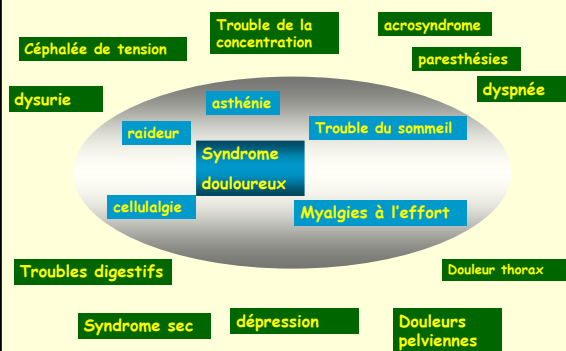 Trouble de la
concentration
acrosyndrome
Céphalée de tension
paresthésies
dyspnée
dysurie
asthénie
raideur
Trouble du sommeil
Syndrome
douloureux
cellulalgie
Myalgies à l'effort
Troubles digestifs
Douleur thorax
Syndrome sec
dépression
Douleurs
pelviennes